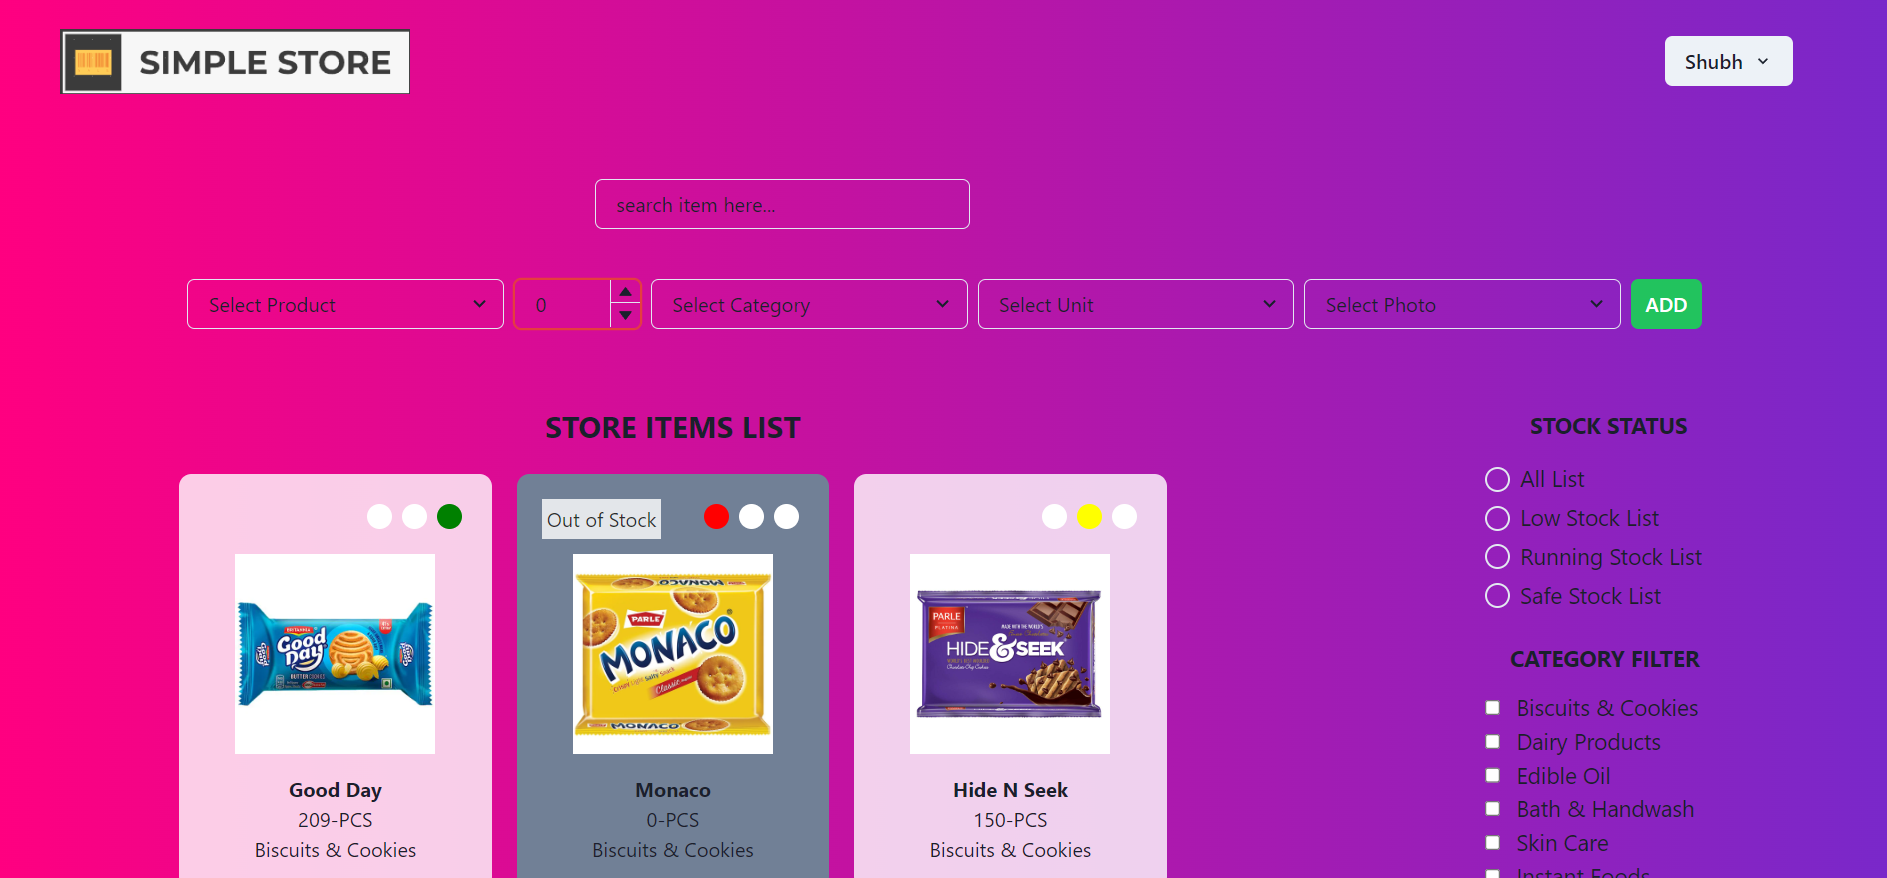 SIMPLE STORE
Shubh
search item here...
Select Product
0
Select Category
Select Unit
Select Photo
ADD
STORE ITEMS LIST
STOCK STATUS
All List
Low Stock List
Running Stock List
Safe Stock List
CATEGORY FILTER
Biscuits & Cookies
Dairy Products
Edible Oil
Bath & Handwash
Skin Care
Instant Foods
BRITANNIA
Good Day
BUTTER COOKIES
Good Day
209-PCS
Biscuits & Cookies
Out of Stock
MONACO
PARLE
MONACO
Classic
MONACO
Monaco
0-PCS
Biscuits & Cookies
PARLE
PLATINA
HIDE & SEEK
Hide N Seek
150-PCS
Biscuits & Cookies